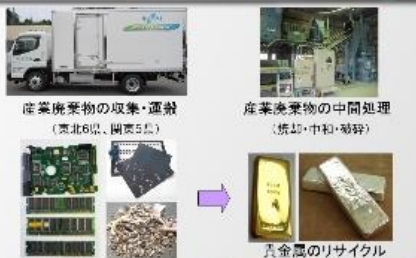 産業廃棄物の収集・運搬
（東北6県、関東5県）
産業廃棄物の中間処理
（焼却・中和・破砕）
貴金属のリサイクル